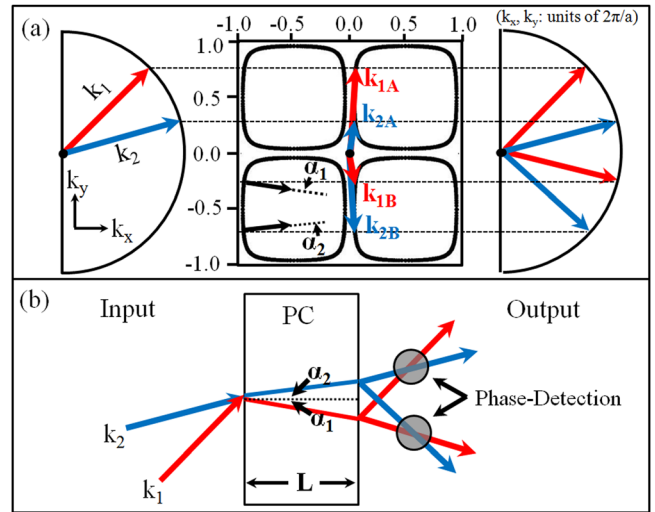 (a)
-1.0 -0.5 0.0 0.5 1.0
(kx, ky: units of 2π/a)
1.0
0.5
0.0
-0.5
-1.0
k1
k2
ky
kx
k1A
k2A
k1B
k2B
α1
α2
(b)
Input
PC
Output
α2
α1
Phase-Detection
k2
k1
L